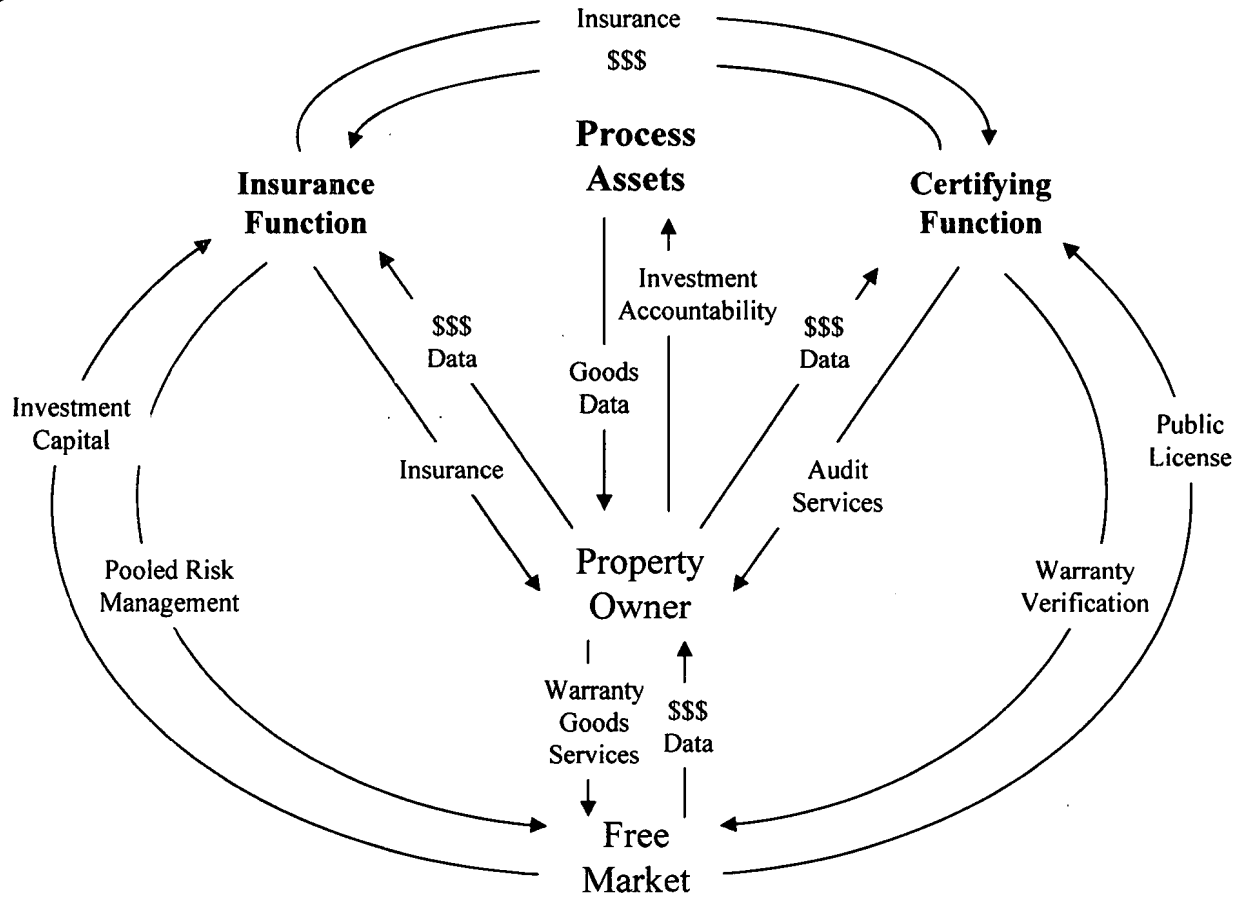 Insurance
$$$
Process
Assets
Insurance
Function
Certifying
Function
Investment
Accountability
$$$
Data
$$$
Data
Goods
Data
Investment
Capital
Public
License
Insurance
Audit
Services
Pooled Risk
Management
Property
Owner
Warranty
Verification
Warranty
Goods
Services
$$$
Data
Free
Market